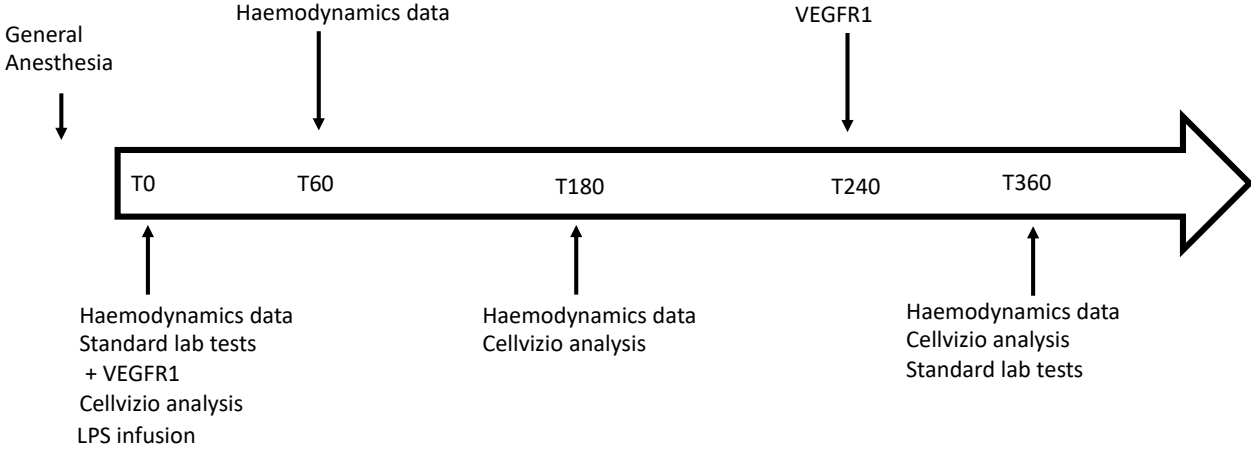 Haemodynamics data
VEGFR1
General
Anesthesia
T0
T60
T180
T240
T360
Haemodynamics data
Standard lab tests
+ VEGFR1
Cellvizio analysis
LPS infusion
Haemodynamics data
Cellvizio analysis
Haemodynamics data
Cellvizio analysis
Standard lab tests